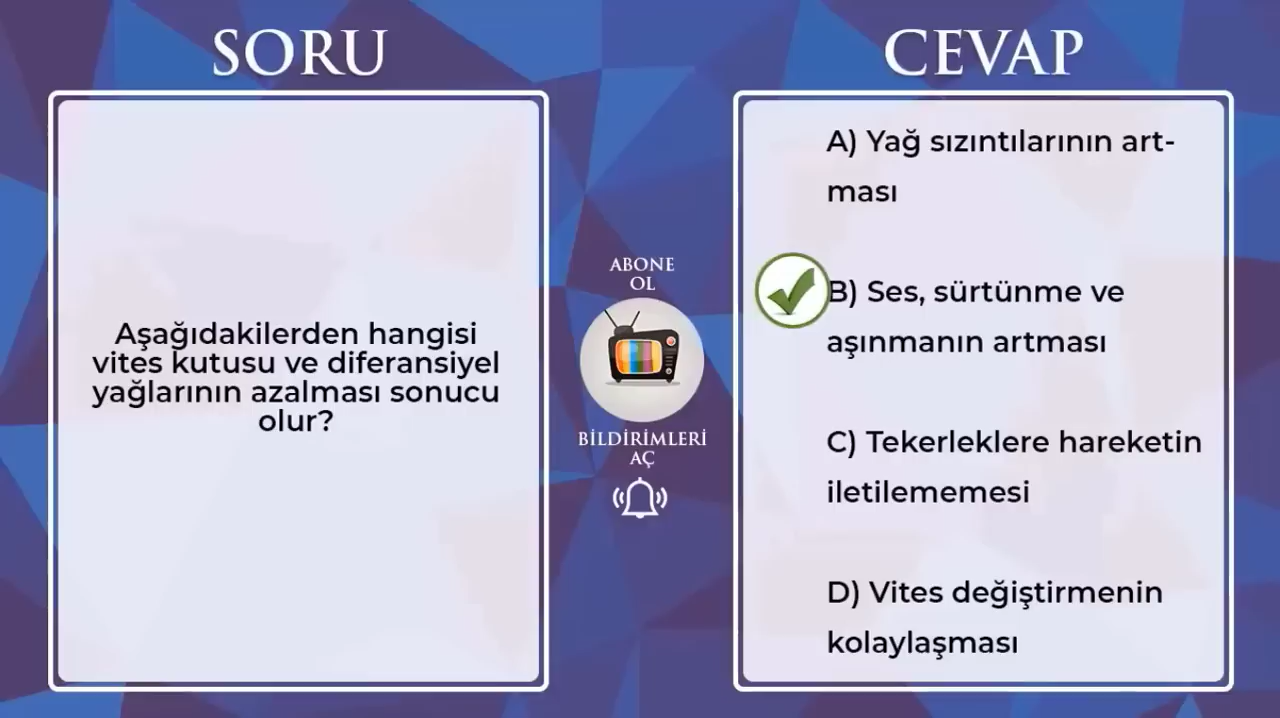 SORU
Aşağıdakilerden hangisi
vites kutusu ve diferansiyel
yağlarının azalması sonucu
olur?
ABONE
OL
BİLDİRİMLERİ
AÇ
CEVAP
A) Yağ sızıntılarının art-
ması
B) Ses, sürtünme ve
aşınmanın artması
C) Tekerleklere hareketin
iletilememesi
D) Vites değiştirmenin
kolaylaşması